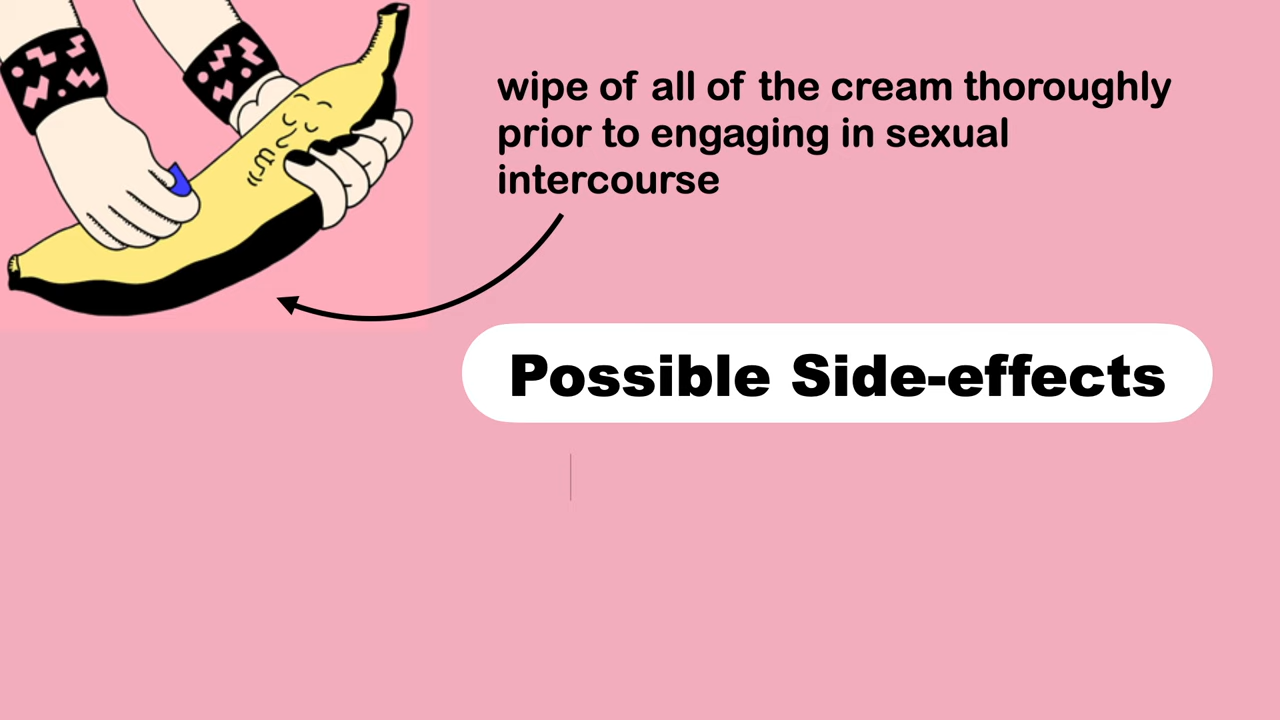 wipe of all of the cream thoroughly
prior to engaging in sexual
intercourse
Possible Side-effects